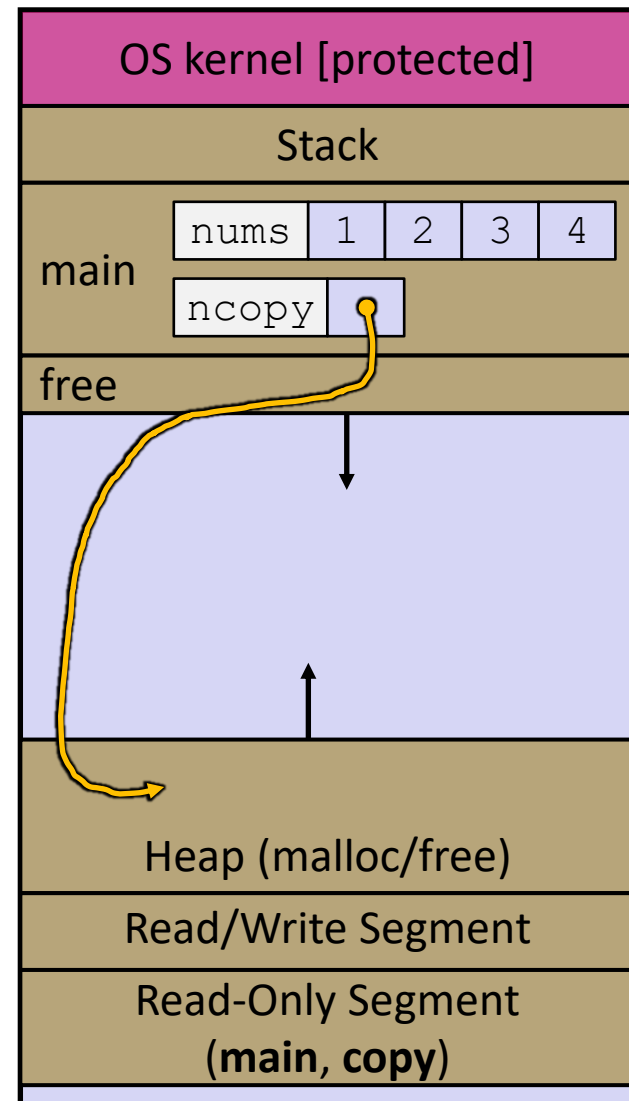 OS kernel [protected]
Stack
main
nums 1 2 3 4
ncopy
free
Heap (malloc/free)
Read/Write Segment
Read-Only Segment
(main, copy)